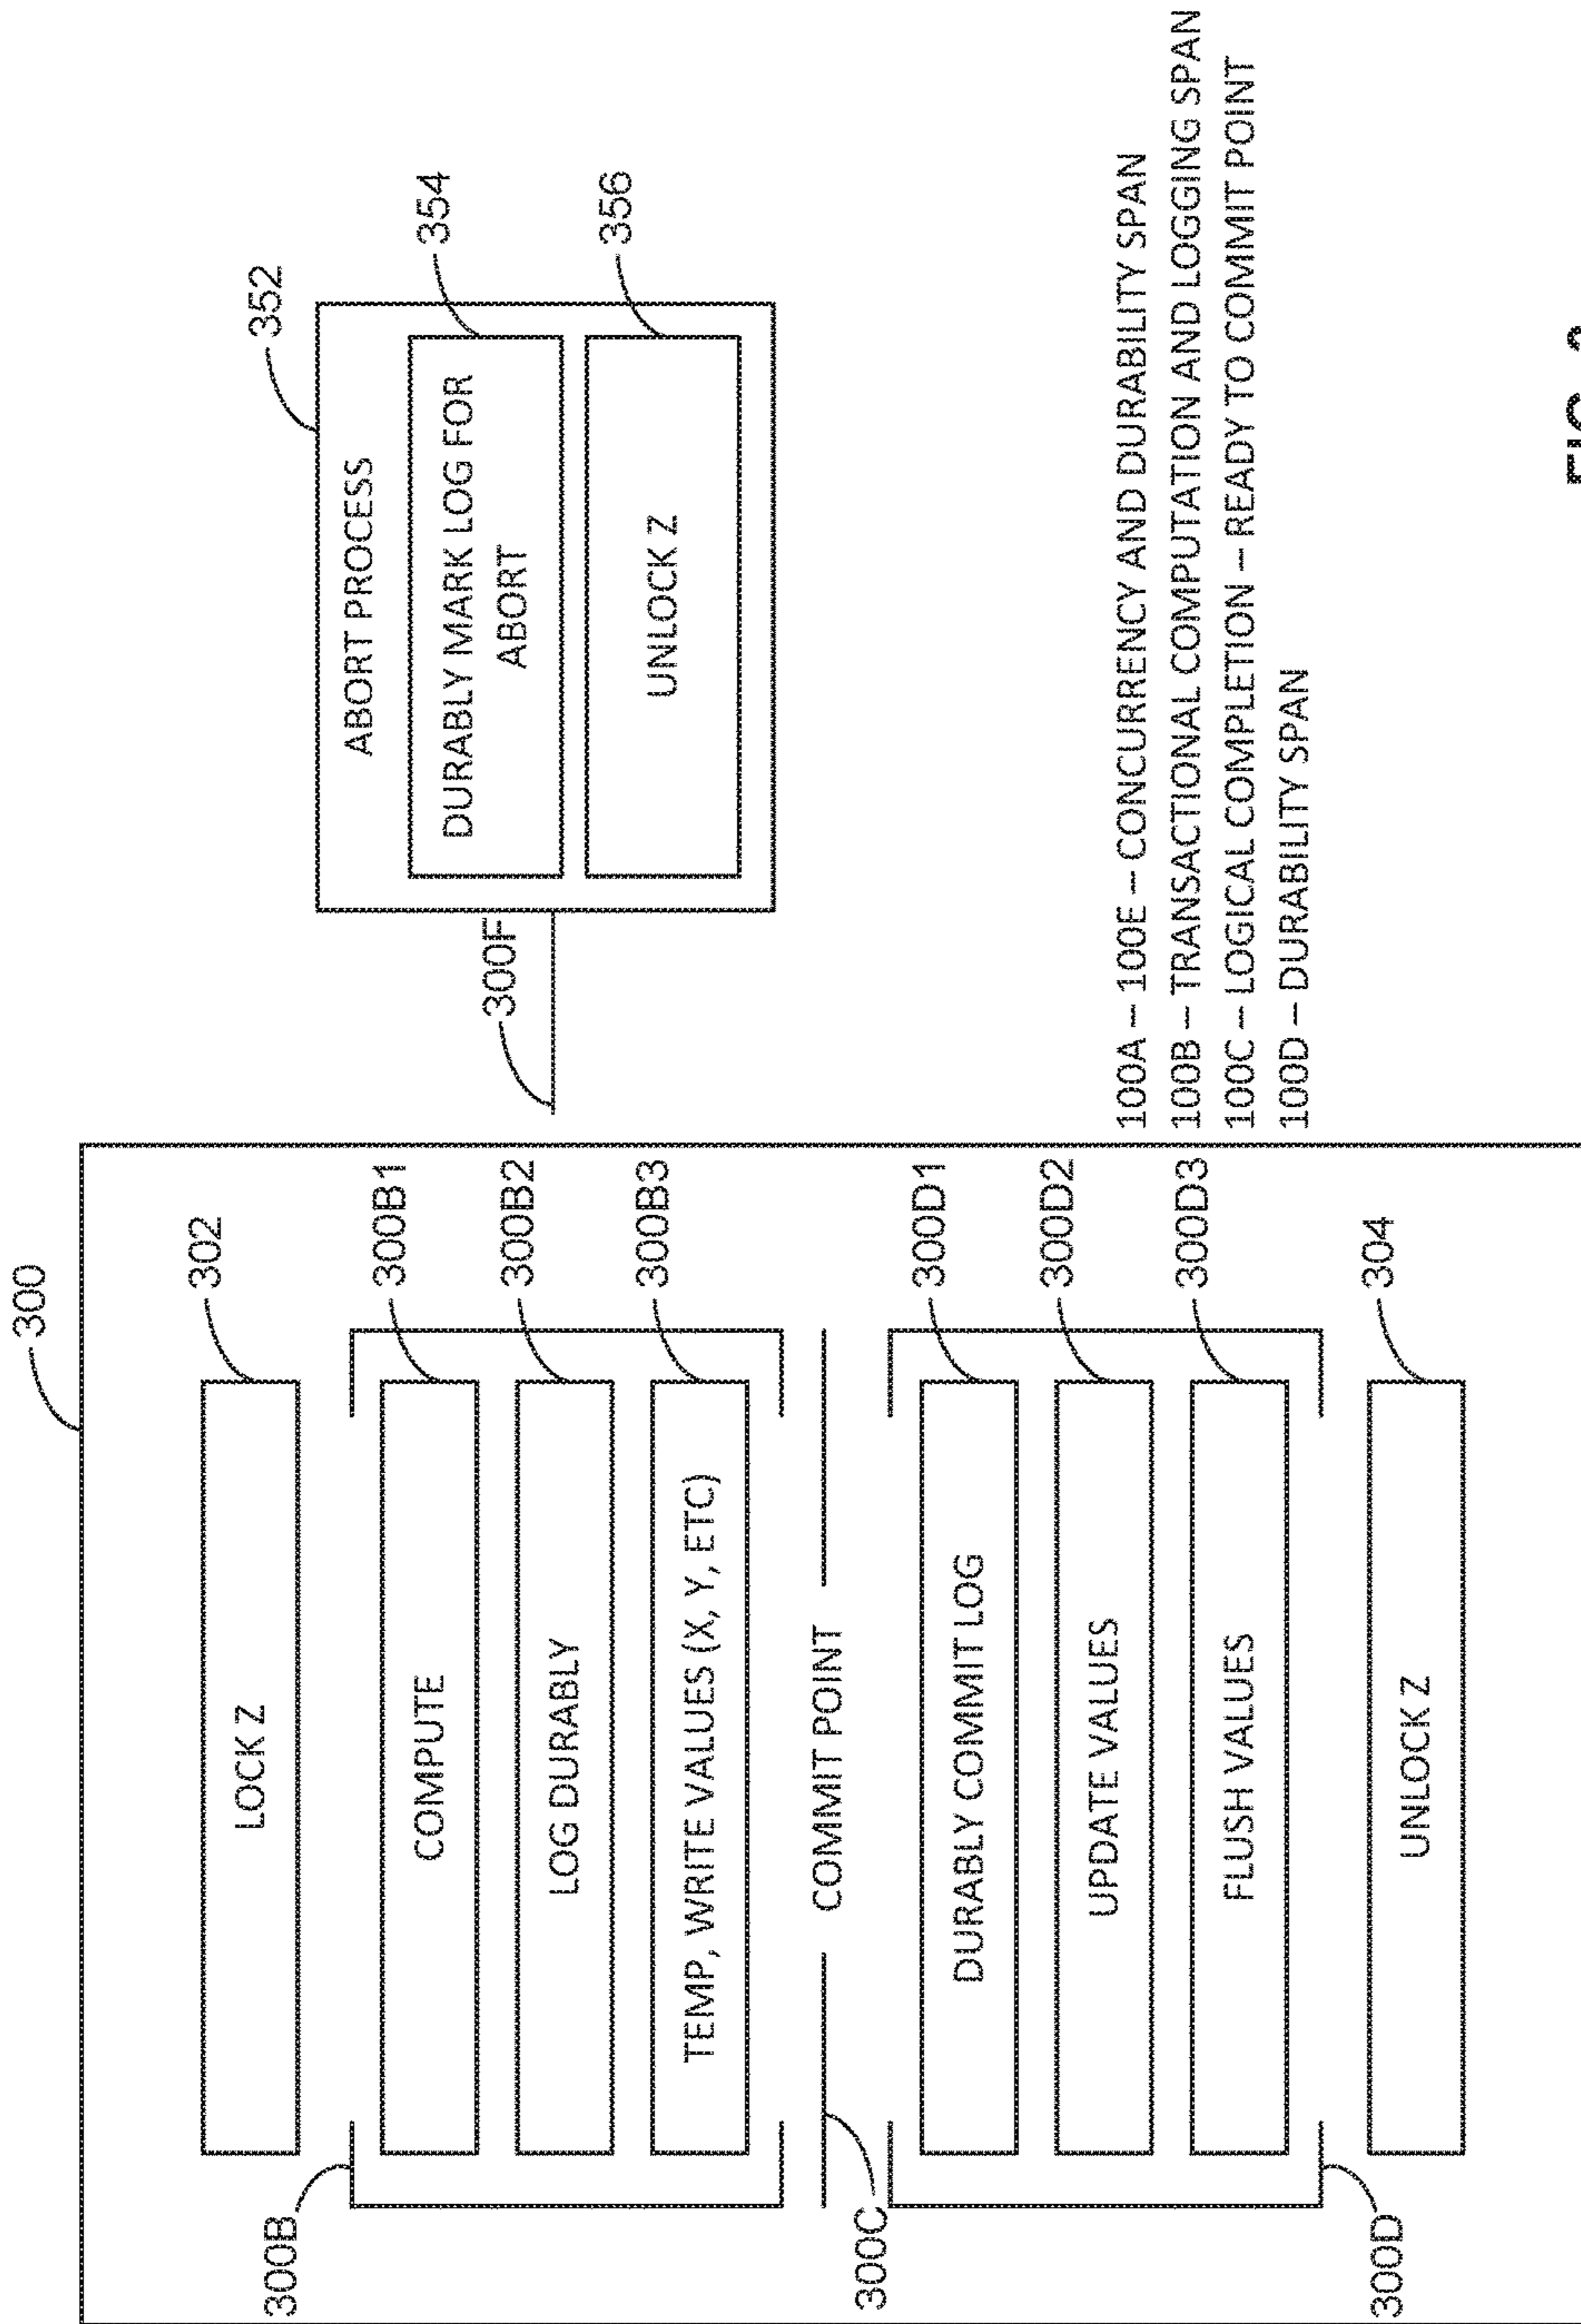 300
LOCK Z
302
300B
COMPUTE
300B1
LOG DURABLY
300B2
TEMP, WRITE VALUES (X, Y, ETC)
300B3
300C
COMMIT POINT
DURABLY COMMIT LOG
300D1
UPDATE VALUES
300D2
FLUSH VALUES
300D3
300D
UNLOCK Z
304
300F
352
ABORT PROCESS
DURABLY MARK LOG FOR
ABORT
354
UNLOCK Z
356
100A – 100E – CONCURRENCY AND DURABILITY SPAN
100B – TRANSACTIONAL COMPUTATION AND LOGGING SPAN
100C – LOGICAL COMPLETION – READY TO COMMIT POINT
100D – DURABILITY SPAN